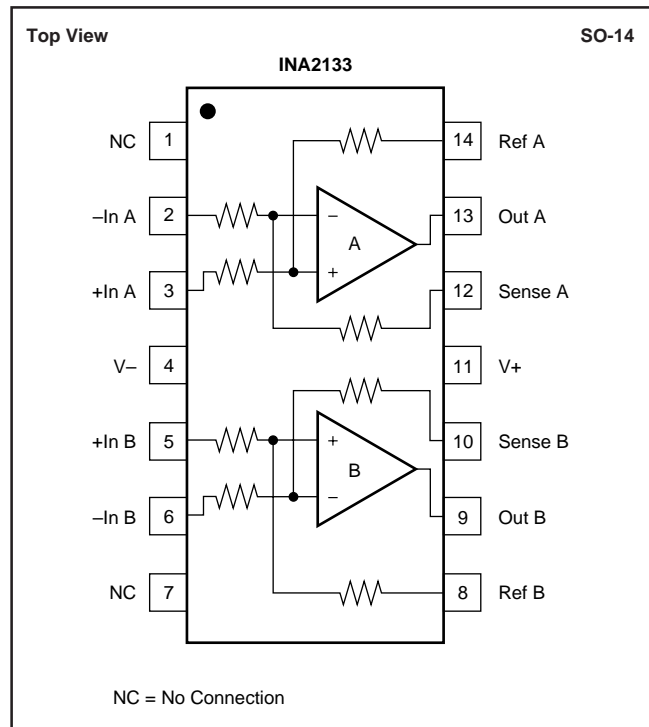 Top View SO-14
INA2133
NC 1 14 Ref A
–In A 2 – 13 Out A
A
+In A 3 + 12 Sense A
V– 4 11 V+
+In B 5 + 10 Sense B
B
–In B 6 – 9 Out B
NC 7 8 Ref B
NC = No Connection